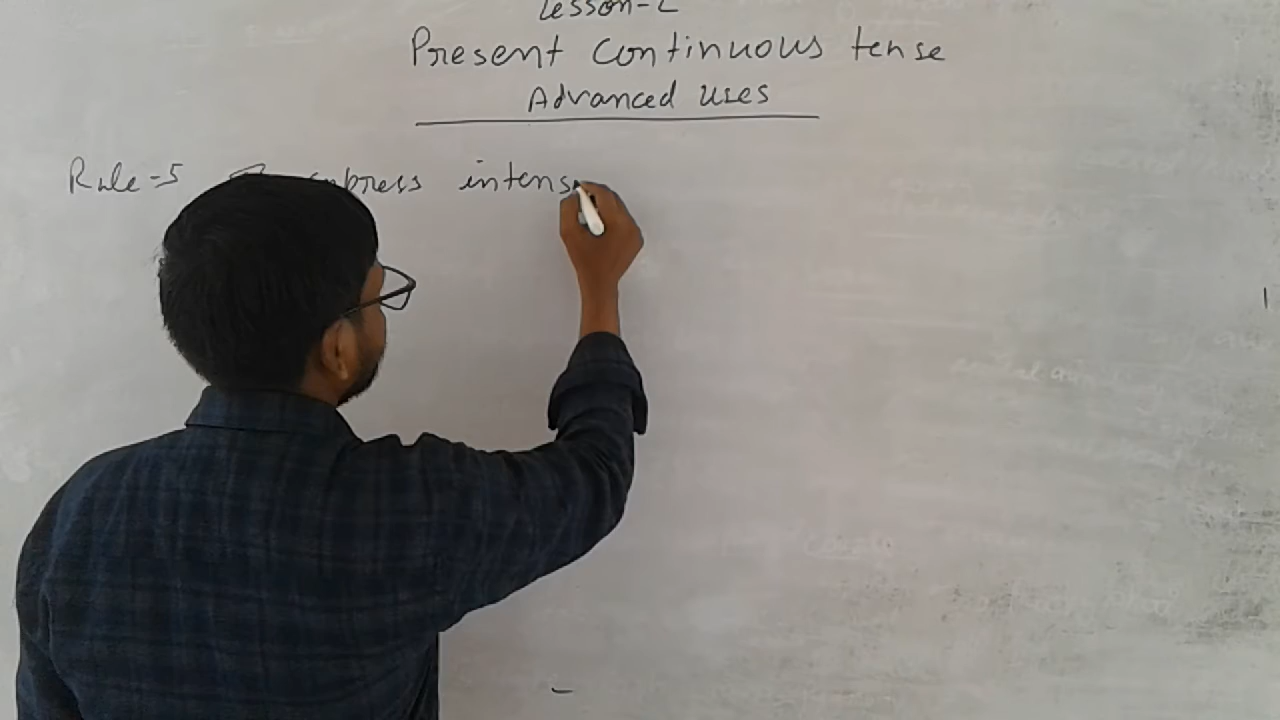 Lesson-2
Present Continuous tense
Advanced uses
Rule-5 express intens